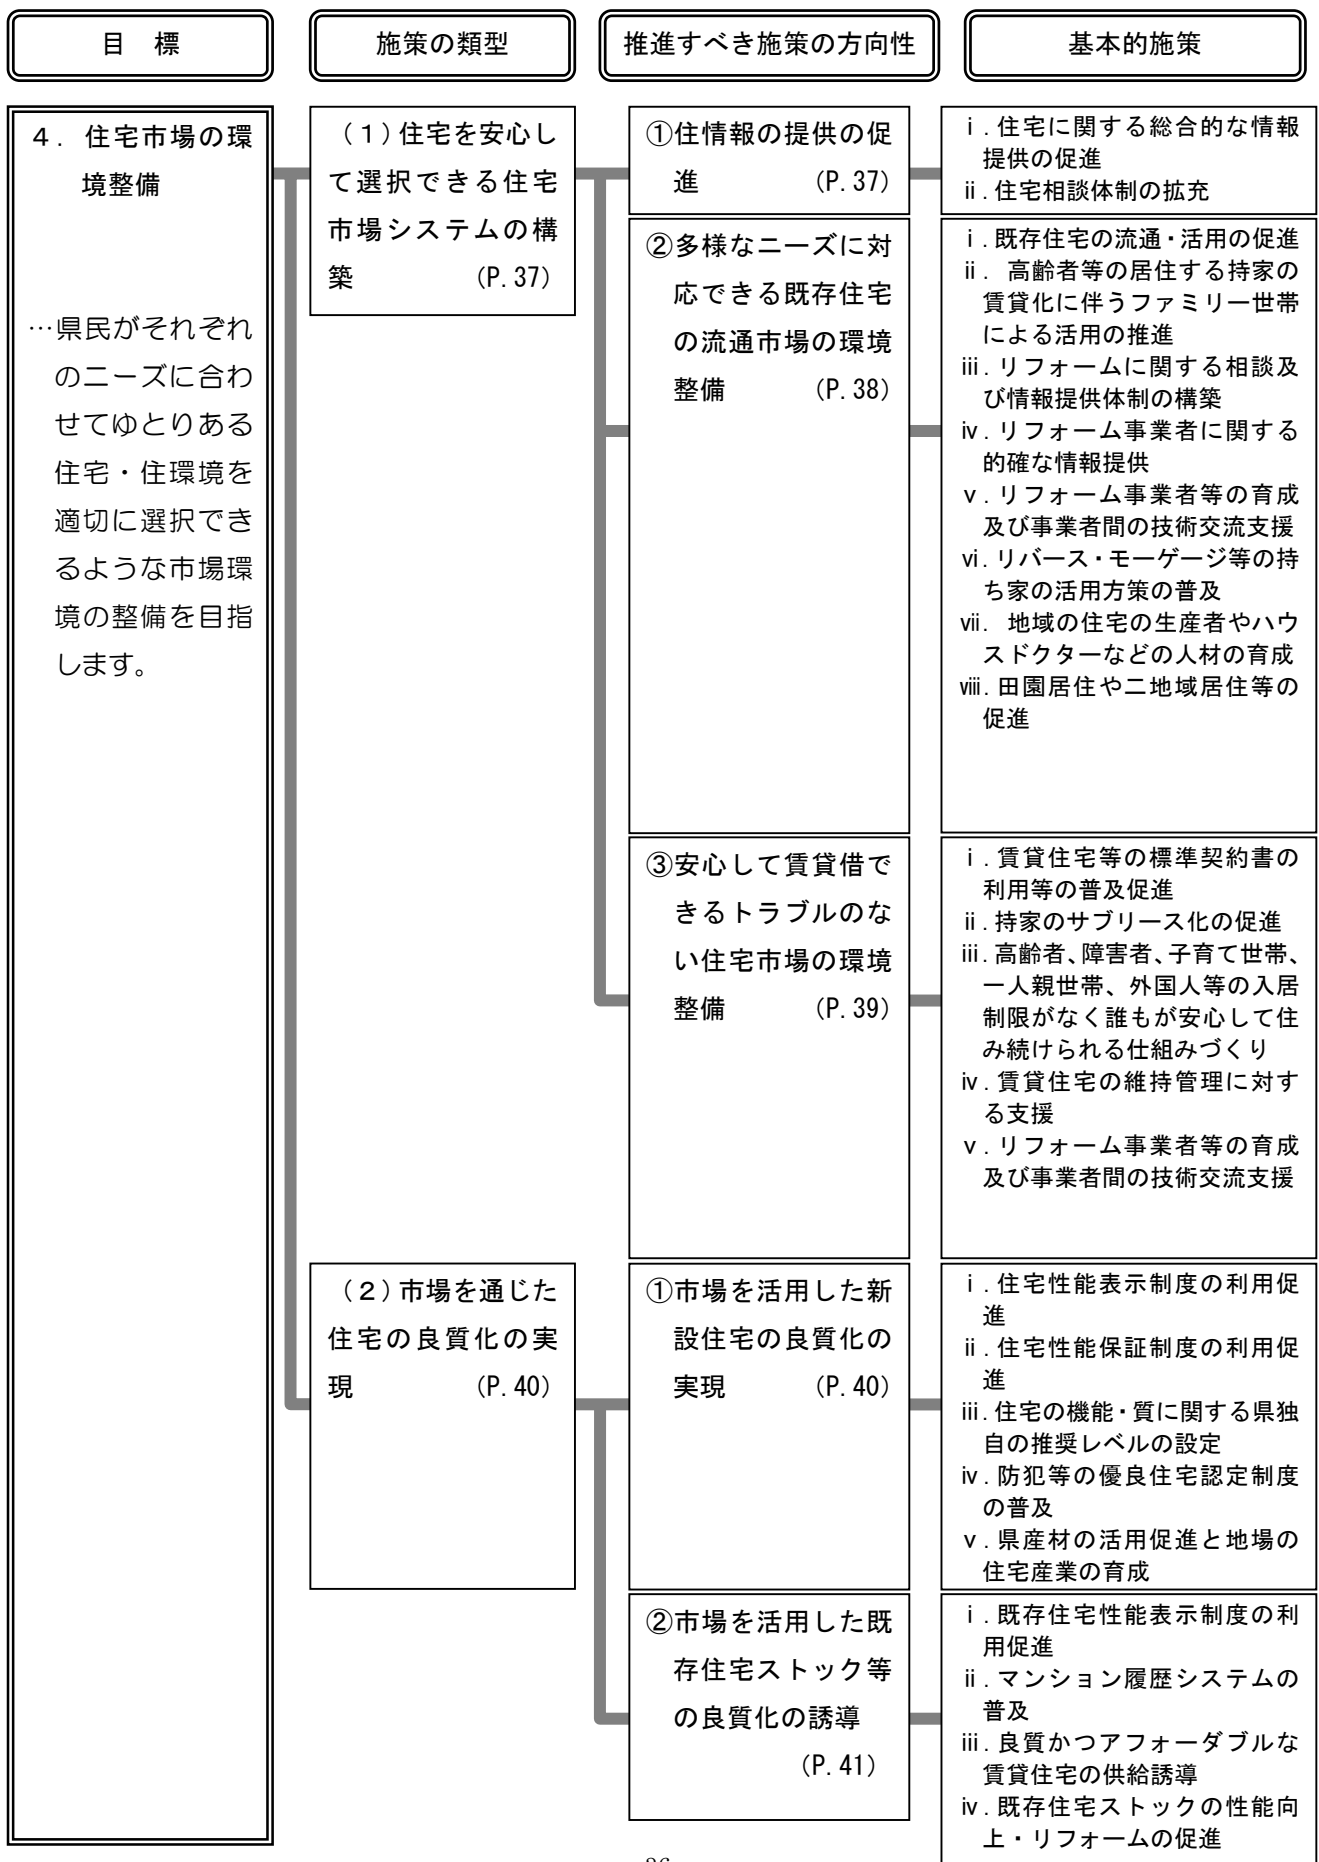 目　標
施策の類型
推進すべき施策の方向性
基本的施策
４．住宅市場の環
境整備
…県民がそれぞれ
のニーズに合わ
せてゆとりある
住宅・住環境を
適切に選択でき
るような市場環
境の整備を目指
します。
（１）住宅を安心し
て選択できる住宅
市場システムの構
築　（P.37）
①住情報の提供の促
進　（P.37）
ⅰ.住宅に関する総合的な情報
提供の促進
ⅱ.住宅相談体制の拡充
②多様なニーズに対
応できる既存住宅
の流通市場の環境
整備　（P.38）
ⅰ.既存住宅の流通・活用の促進
ⅱ. 高齢者等の居住する持家の
賃貸化に伴うファミリー世帯
による活用の推進
ⅲ.リフォームに関する相談及
び情報提供体制の構築
ⅳ.リフォーム事業者に関する
的確な情報提供
ⅴ.リフォーム事業者等の育成
及び事業者間の技術交流支援
ⅵ.リバース・モーゲージ等の持
ち家の活用方策の普及
ⅶ. 地域の住宅の生産者やハウ
スドクターなどの人材の育成
ⅷ.田園居住や二地域居住等の
促進
③安心して賃貸借で
きるトラブルのな
い住宅市場の環境
整備　（P.39）
ⅰ.賃貸住宅等の標準契約書の
利用等の普及促進
ⅱ.持家のサブリース化の促進
ⅲ.高齢者、障害者、子育て世帯、
一人親世帯、外国人等の入居
制限がなく誰もが安心して住
み続けられる仕組みづくり
ⅳ.賃貸住宅の維持管理に対す
る支援
ⅴ.リフォーム事業者等の育成
及び事業者間の技術交流支援
（２）市場を通じた
住宅の良質化の実
現　（P.40）
①市場を活用した新
設住宅の良質化の
実現　（P.40）
ⅰ.住宅性能表示制度の利用促
進
ⅱ.住宅性能保証制度の利用促
進
ⅲ.住宅の機能・質に関する県独
自の推奨レベルの設定
ⅳ.防犯等の優良住宅認定制度
の普及
ⅴ.県産材の活用促進と地場の
住宅産業の育成
②市場を活用した既
存住宅ストック等
の良質化の誘導
（P.41）
ⅰ.既存住宅性能表示制度の利
用促進
ⅱ.マンション履歴システムの
普及
ⅲ.良質かつアフォーダブルな
賃貸住宅の供給誘導
ⅳ.既存住宅ストックの性能向
上・リフォームの促進